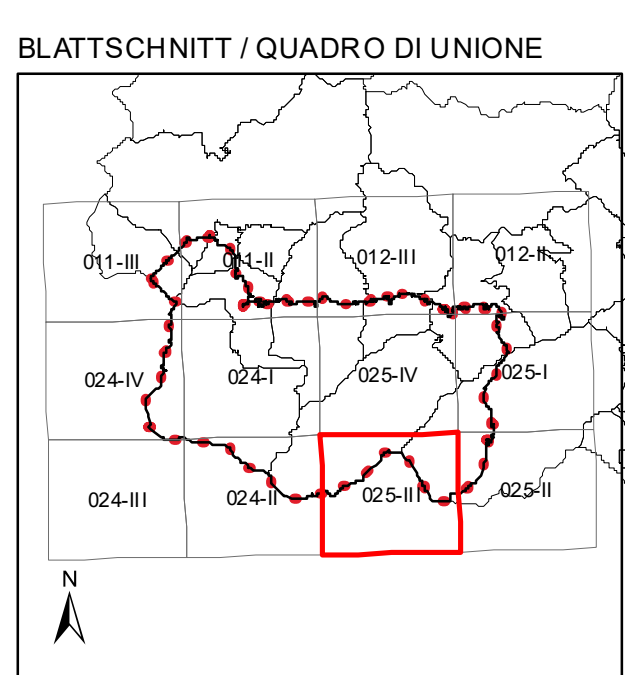 BLATTSCHNITT / QUADRO DI UNIONE
011-III
011-II
012-III
012-II
024-IV
024-I
025-IV
025-I
024-III
024-II
025-III
025-II
N